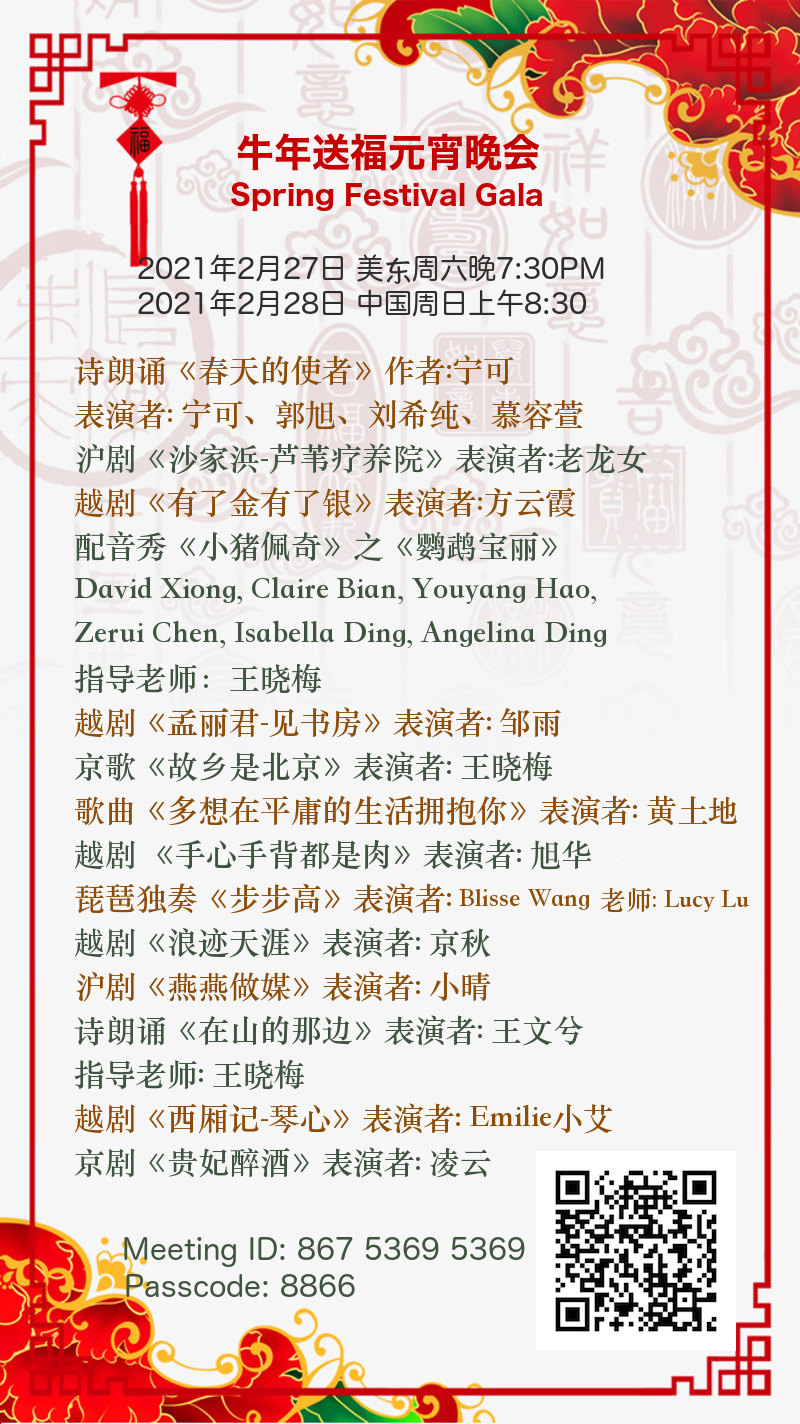 福
牛年送福元宵晚会
Spring Festival Gala
2021年2月27日 美东周六晚7:30PM
2021年2月28日 中国周日上午8:30
诗朗诵《春天的使者》作者:宁可
表演者: 宁可、郭旭、刘希纯、慕容萱
沪剧《沙家浜-芦苇疗养院》表演者:老龙女
越剧《有了金有了银》表演者:方云霞
配音秀《小猪佩奇》之《鹦鹉宝丽》
David Xiong, Claire Bian, Youyang Hao,
Zerui Chen, Isabella Ding, Angelina Ding
指导老师：王晓梅
越剧《孟丽君-见书房》表演者: 邹雨
京歌《故乡是北京》表演者: 王晓梅
歌曲《多想在平庸的生活拥抱你》表演者: 黄土地
越剧 《手心手背都是肉》表演者: 旭华
琵琶独奏《步步高》表演者: Blisse Wang 老师: Lucy Lu
越剧《浪迹天涯》表演者: 京秋
沪剧《燕燕做媒》表演者: 小晴
诗朗诵《在山的那边》表演者: 王文兮
指导老师: 王晓梅
越剧《西厢记-琴心》表演者: Emilie小艾
京剧《贵妃醉酒》表演者: 凌云
Meeting ID: 867 5369 5369
Passcode: 8866